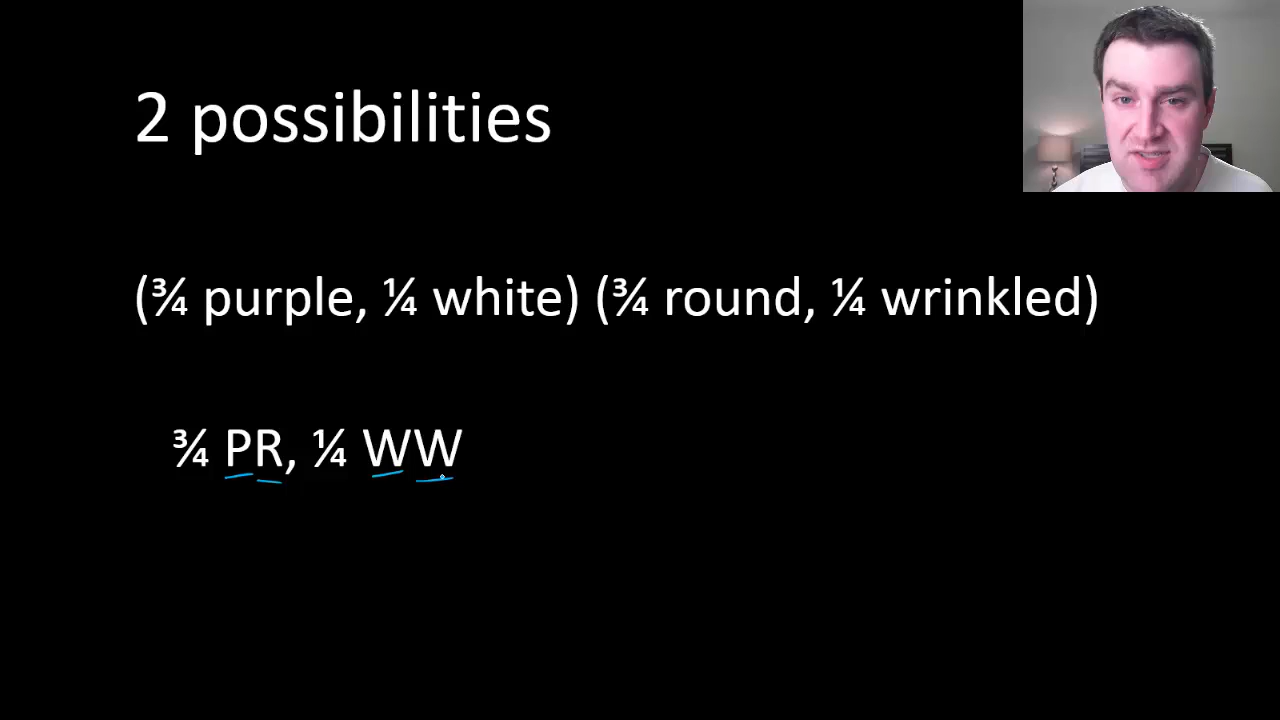 2 possibilities
(¾ purple, ¼ white) (¾ round, ¼ wrinkled)
¾ PR, ¼ WW